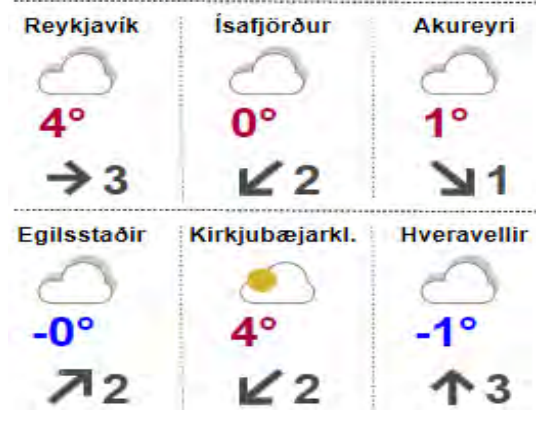 Reykjavík Ísafjörður Akureyri
4° 0° 1°
3 2 1
Egilsstaðir Kirkjubæjarkl. Hveravellir
-0° 4° -1°
2 2 3